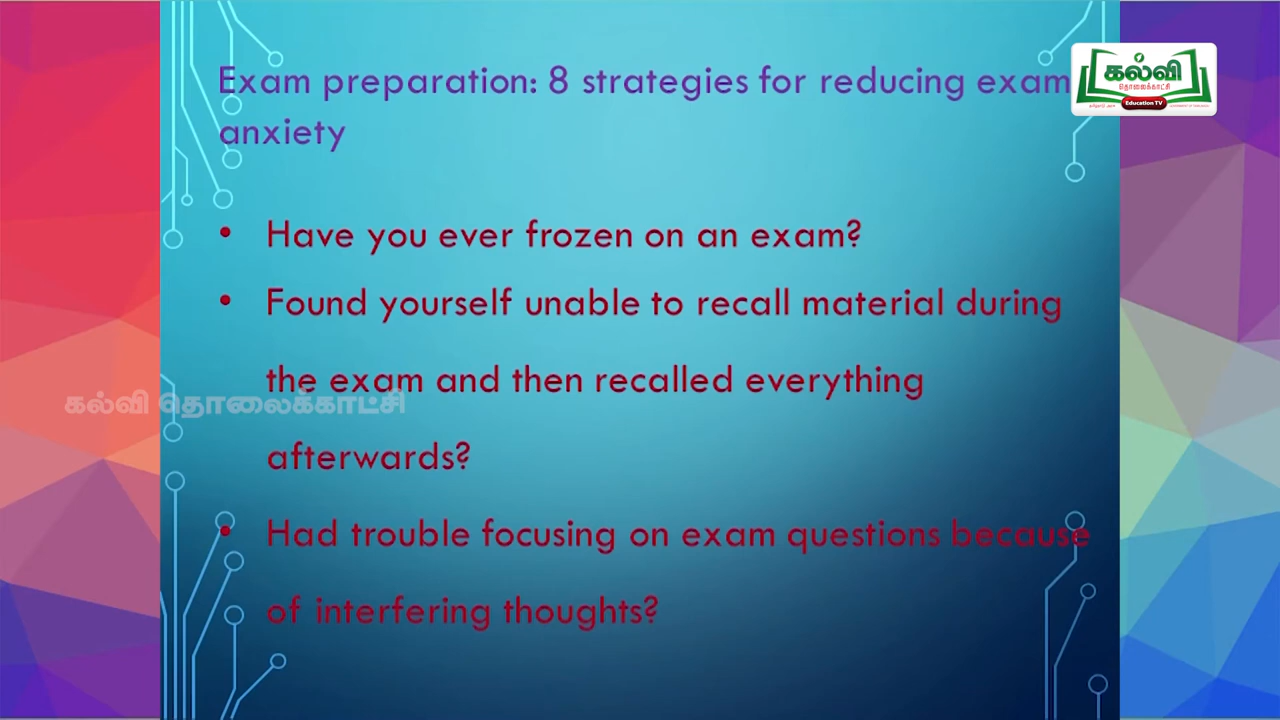 Exam preparation: 8 strategies for reducing exam
anxiety
கல்வி
தொலைக்காட்சி
Education TV
• Have you ever frozen on an exam?
• Found yourself unable to recall material during
the exam and then recalled everything
afterwards?
கல்வி தொலைக்காட்சி
• Had trouble focusing on exam questions because
of interfering thoughts?